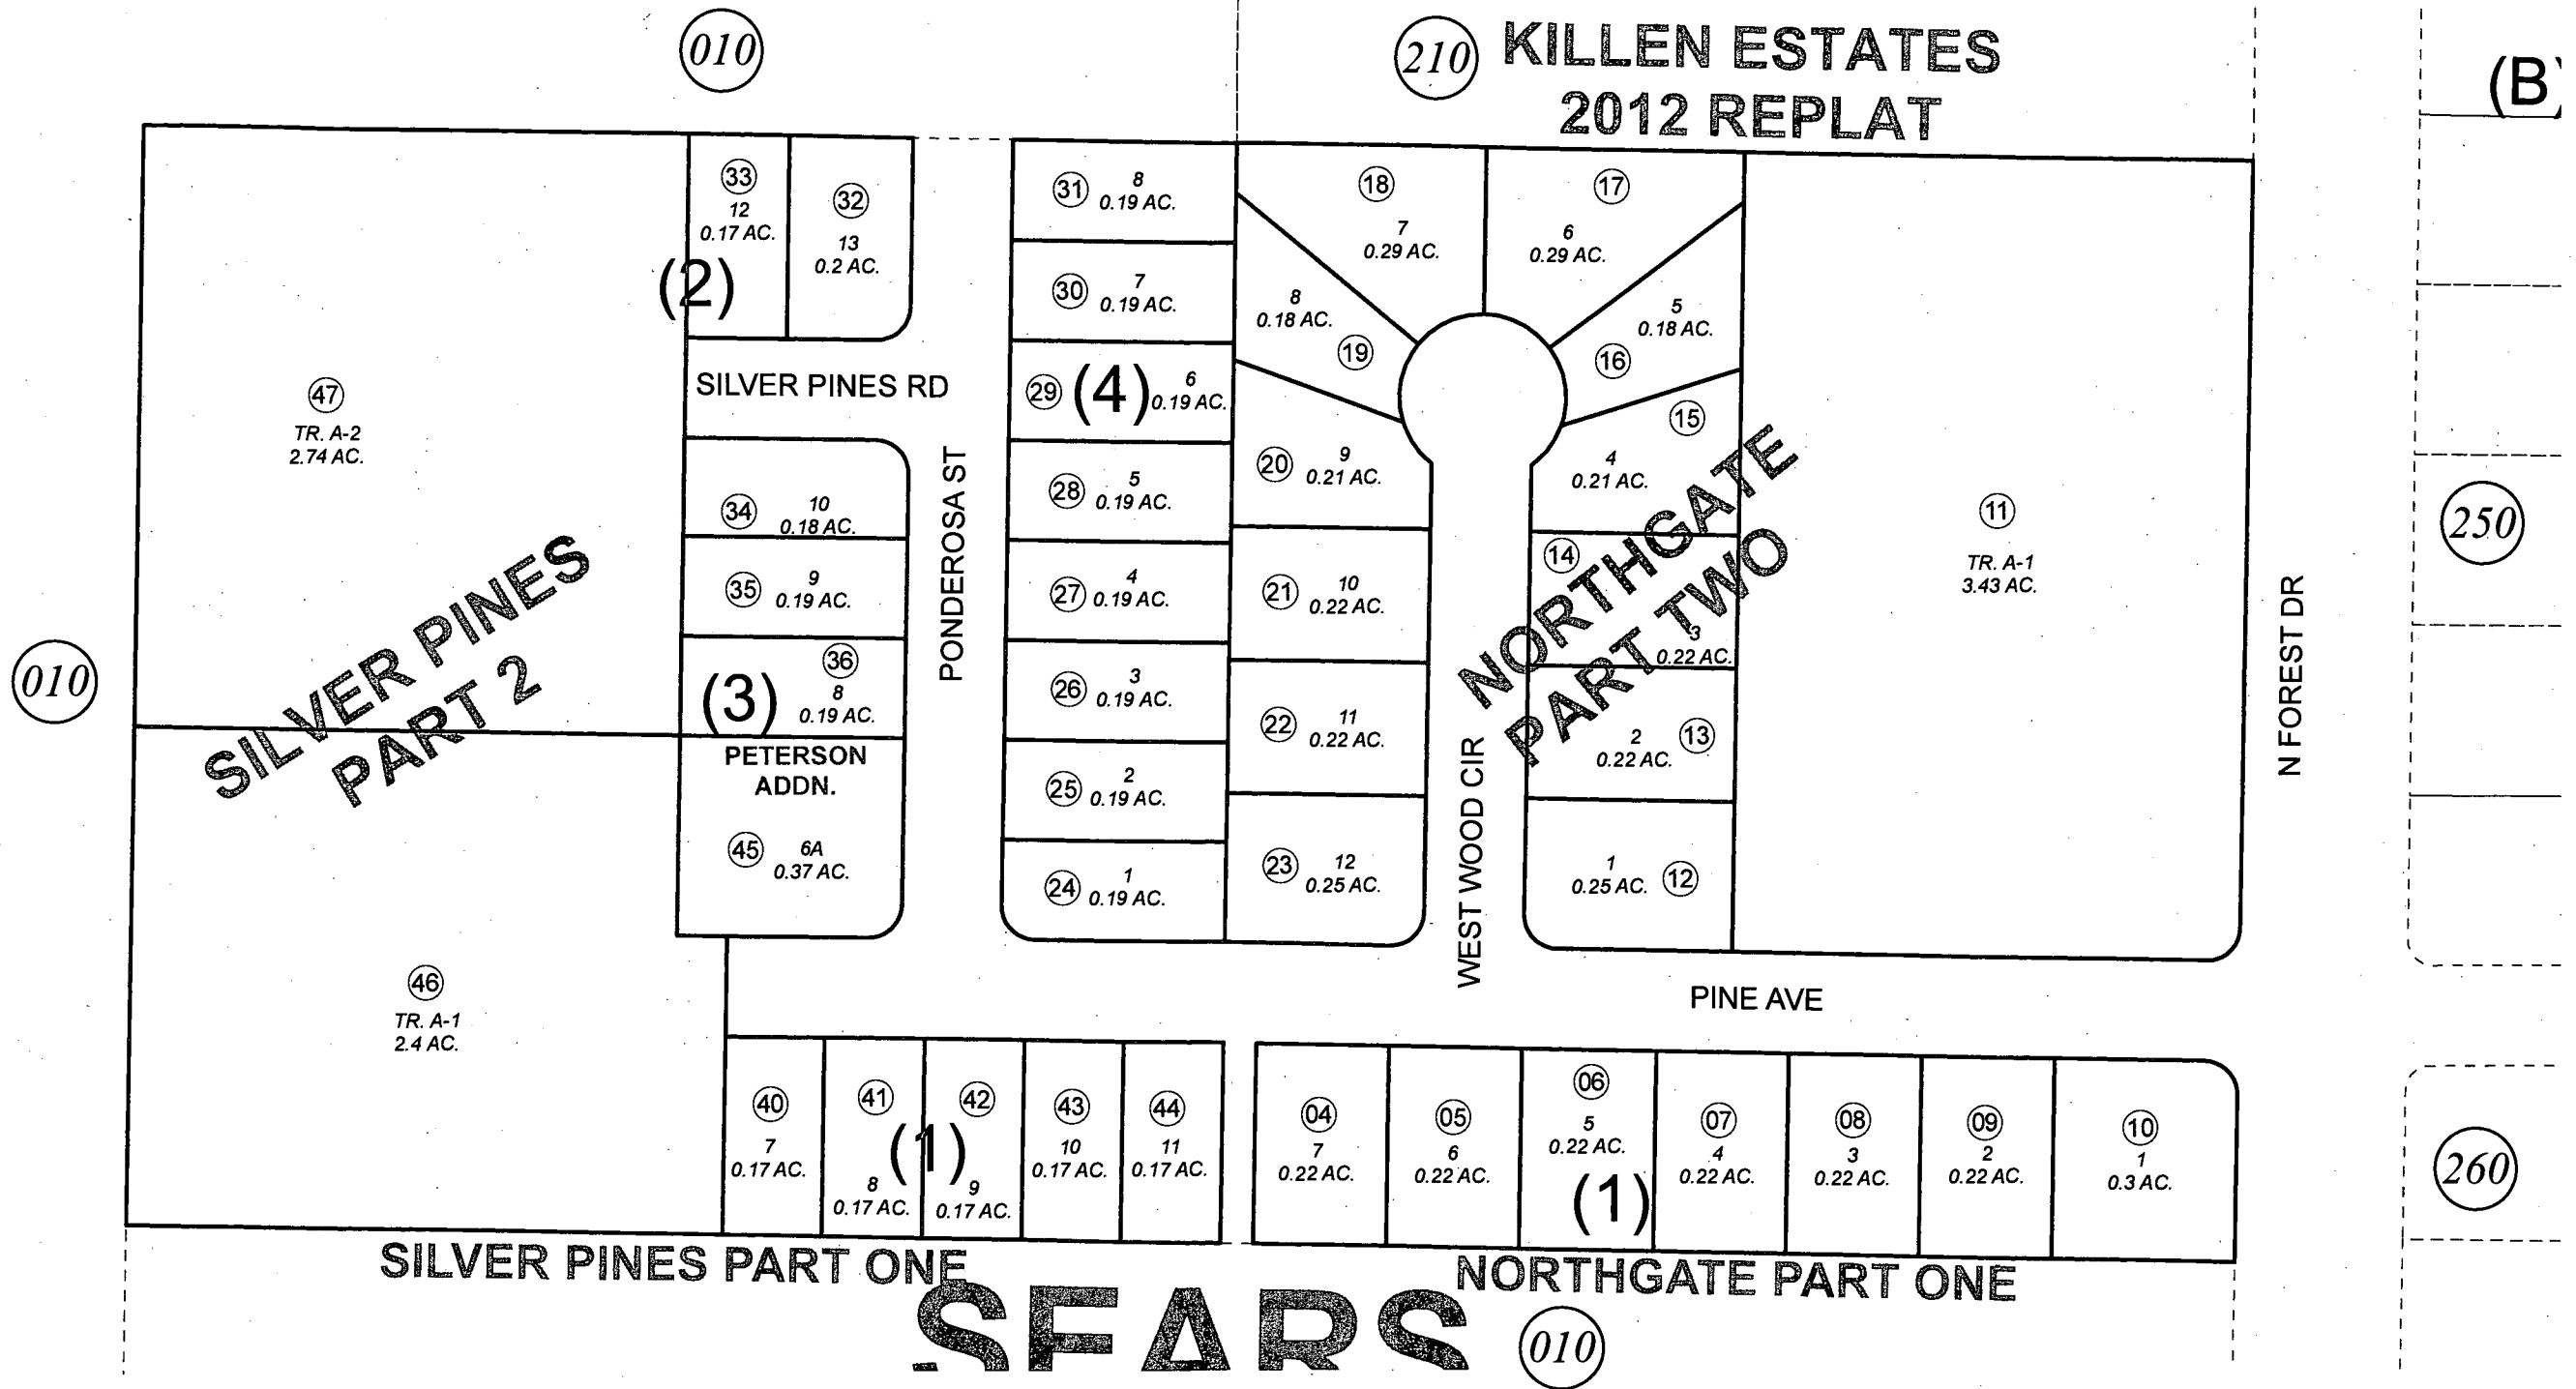 010
210
KILLEN ESTATES
2012 REPLAT
(B)
33
12
0.17 AC.
32
13
0.2 AC.
(2)
31
8
0.19 AC.
30
7
0.19 AC.
29
(4)
6
0.19 AC.
28
5
0.19 AC.
27
4
0.19 AC.
26
3
0.19 AC.
25
2
0.19 AC.
24
1
0.19 AC.
18
7
0.29 AC.
17
6
0.29 AC.
8
0.18 AC.
19
5
0.18 AC.
16
20
9
0.21 AC.
15
4
0.21 AC.
21
10
0.22 AC.
14
3
0.22 AC.
22
11
0.22 AC.
2
0.22 AC.
13
23
12
0.25 AC.
1
0.25 AC.
12
NORTHGATE
PART TWO
11
TR. A-1
3.43 AC.
250
N FOREST DR
WEST WOOD CIR
PONDEROSA ST
SILVER PINES RD
47
TR. A-2
2.74 AC.
34
10
0.18 AC.
35
9
0.19 AC.
36
8
0.19 AC.
(3)
PETERSON
ADDN.
45
6A
0.37 AC.
010
SILVER PINES
PART 2
46
TR. A-1
2.4 AC.
PINE AVE
40
7
0.17 AC.
41
8
0.17 AC.
(1)
42
9
0.17 AC.
43
10
0.17 AC.
44
11
0.17 AC.
04
7
0.22 AC.
05
6
0.22 AC.
06
5
0.22 AC.
(1)
07
4
0.22 AC.
08
3
0.22 AC.
09
2
0.22 AC.
10
1
0.3 AC.
260
SILVER PINES PART ONE
NORTHGATE PART ONE
SEARS
010